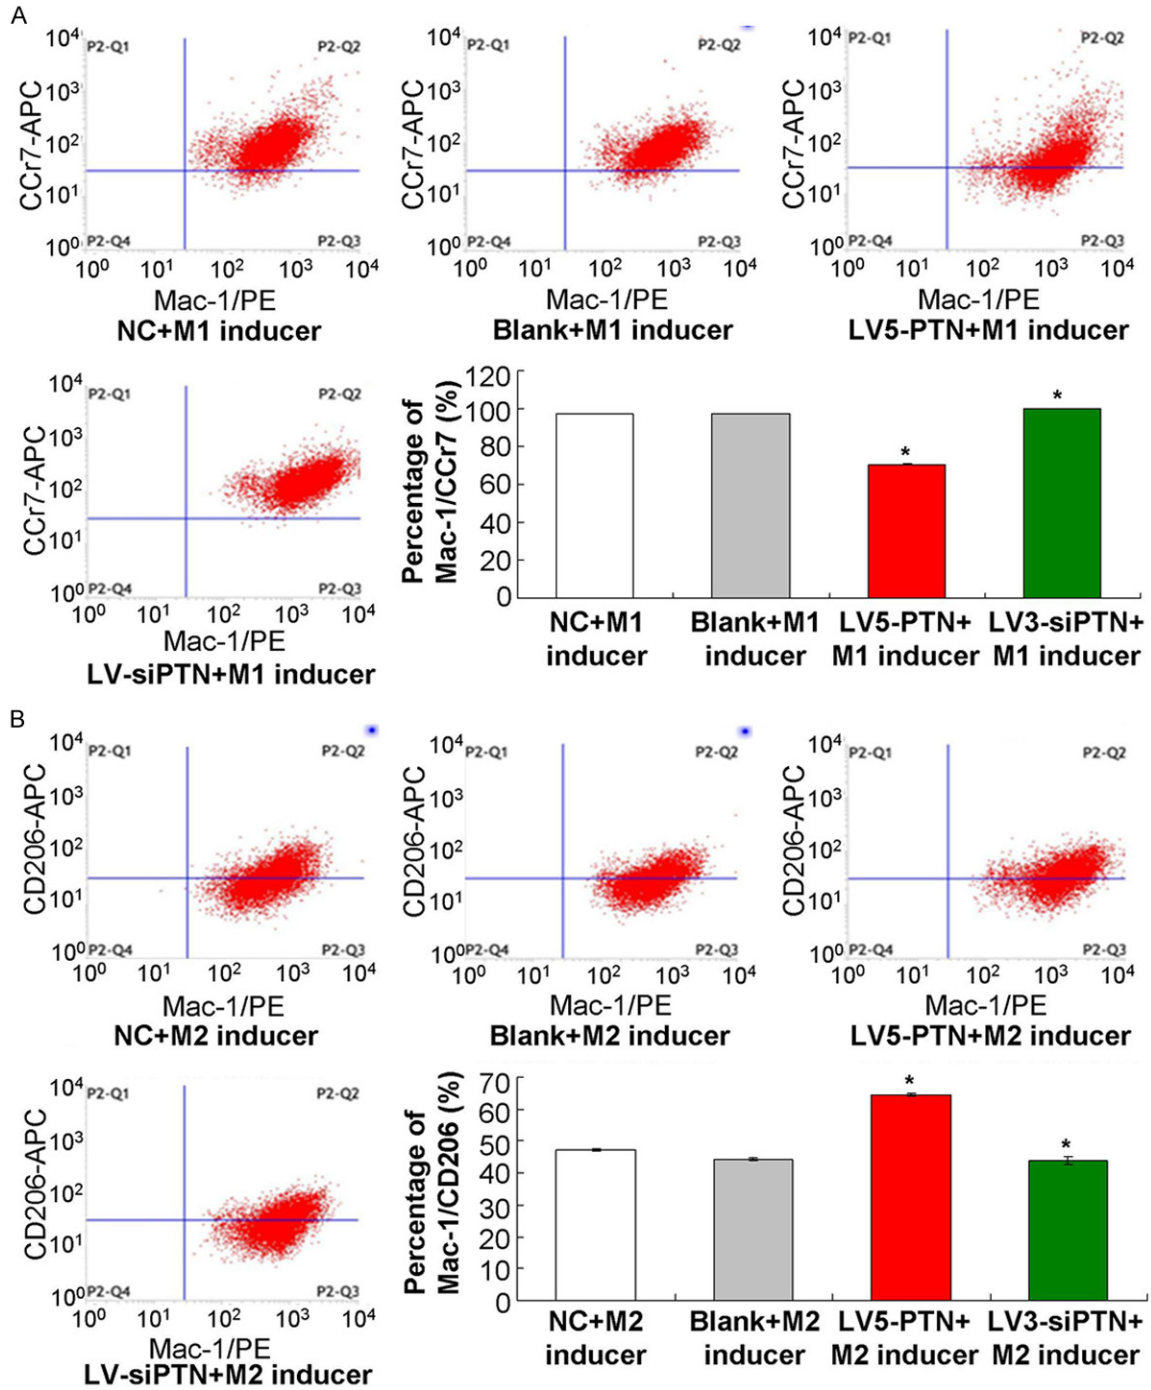 A
10⁴ P2-Q1 P2-Q2
10³
10²
10¹
10⁰ P2-Q4 P2-Q3
CCr7-APC
10⁰ 10¹ 10² 10³ 10⁴
Mac-1/PE
NC+M1 inducer
10⁴ P2-Q1 P2-Q2
10³
10²
10¹
10⁰ P2-Q4 P2-Q3
CCr7-APC
10⁰ 10¹ 10² 10³ 10⁴
Mac-1/PE
Blank+M1 inducer
10⁴ P2-Q1 P2-Q2
10³
10²
10¹
10⁰ P2-Q4 P2-Q3
CCr7-APC
10⁰ 10¹ 10² 10³ 10⁴
Mac-1/PE
LV5-PTN+M1 inducer
10⁴ P2-Q1 P2-Q2
10³
10²
10¹
10⁰ P2-Q4 P2-Q3
CCr7-APC
10⁰ 10¹ 10² 10³ 10⁴
Mac-1/PE
LV-siPTN+M1 inducer
Percentage of
Mac-1/CCr7 (%)
120
100
80
60
40
20
0
*
*
NC+M1
inducer
Blank+M1
inducer
LV5-PTN+
M1 inducer
LV3-siPTN+
M1 inducer
B
10⁴ P2-Q1 P2-Q2
10³
10²
10¹
10⁰ P2-Q4 P2-Q3
CD206-APC
10⁰ 10¹ 10² 10³ 10⁴
Mac-1/PE
NC+M2 inducer
10⁴ P2-Q1 P2-Q2
10³
10²
10¹
10⁰ P2-Q4 P2-Q3
CD206-APC
10⁰ 10¹ 10² 10³ 10⁴
Mac-1/PE
Blank+M2 inducer
10⁴ P2-Q1 P2-Q2
10³
10²
10¹
10⁰ P2-Q4 P2-Q3
CD206-APC
10⁰ 10¹ 10² 10³ 10⁴
Mac-1/PE
LV5-PTN+M2 inducer
10⁴ P2-Q1 P2-Q2
10³
10²
10¹
10⁰ P2-Q4 P2-Q3
CD206-APC
10⁰ 10¹ 10² 10³ 10⁴
Mac-1/PE
LV-siPTN+M2 inducer
Percentage of
Mac-1/CD206 (%)
70
60
50
40
30
20
10
0
*
*
NC+M2
inducer
Blank+M2
inducer
LV5-PTN+
M2 inducer
LV3-siPTN+
M2 inducer